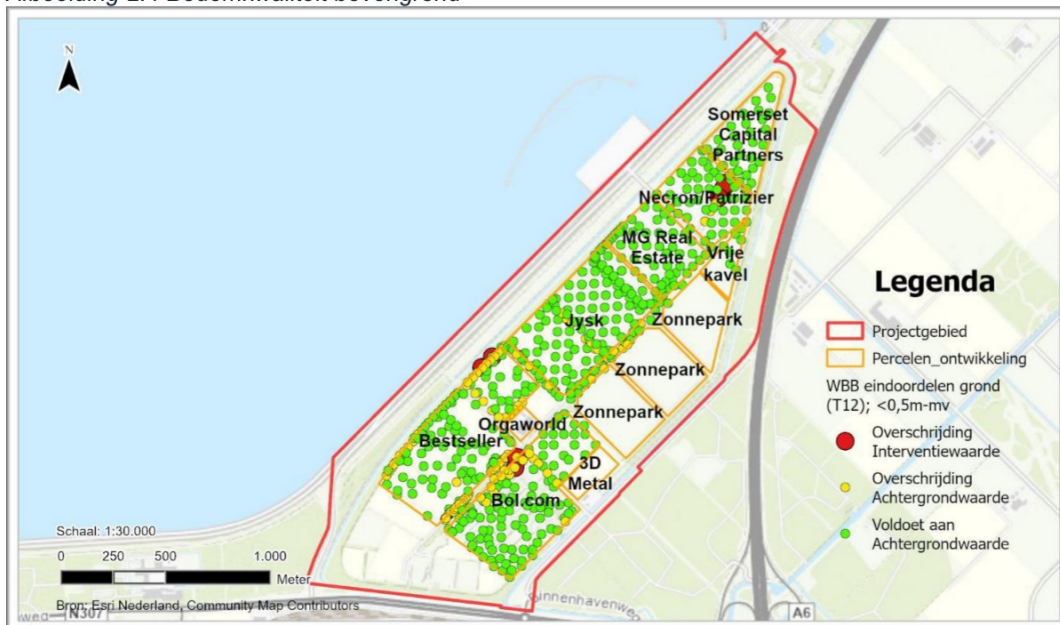 N
Somerset
Capital
Partners
Necron/Patrizier
MG Real
Estate
Vrije
kavel
Jysk
Zonnepark
Zonnepark
Zonnepark
Orgaworld
Bestseller
3D
Metal
Bol.com
Legenda
Projectgebied
Percelen_ontwikkeling
WBB eindoordelen grond
(T12); <0,5m-mv
Overschrijding
Interventiewaarde
Overschrijding
Achtergrondwaarde
Voldoet aan
Achtergrondwaarde
Schaal: 1:30.000
0 250 500 1.000
Meter
Bron: Esri Nederland, Community Map Contributors
N307
A6